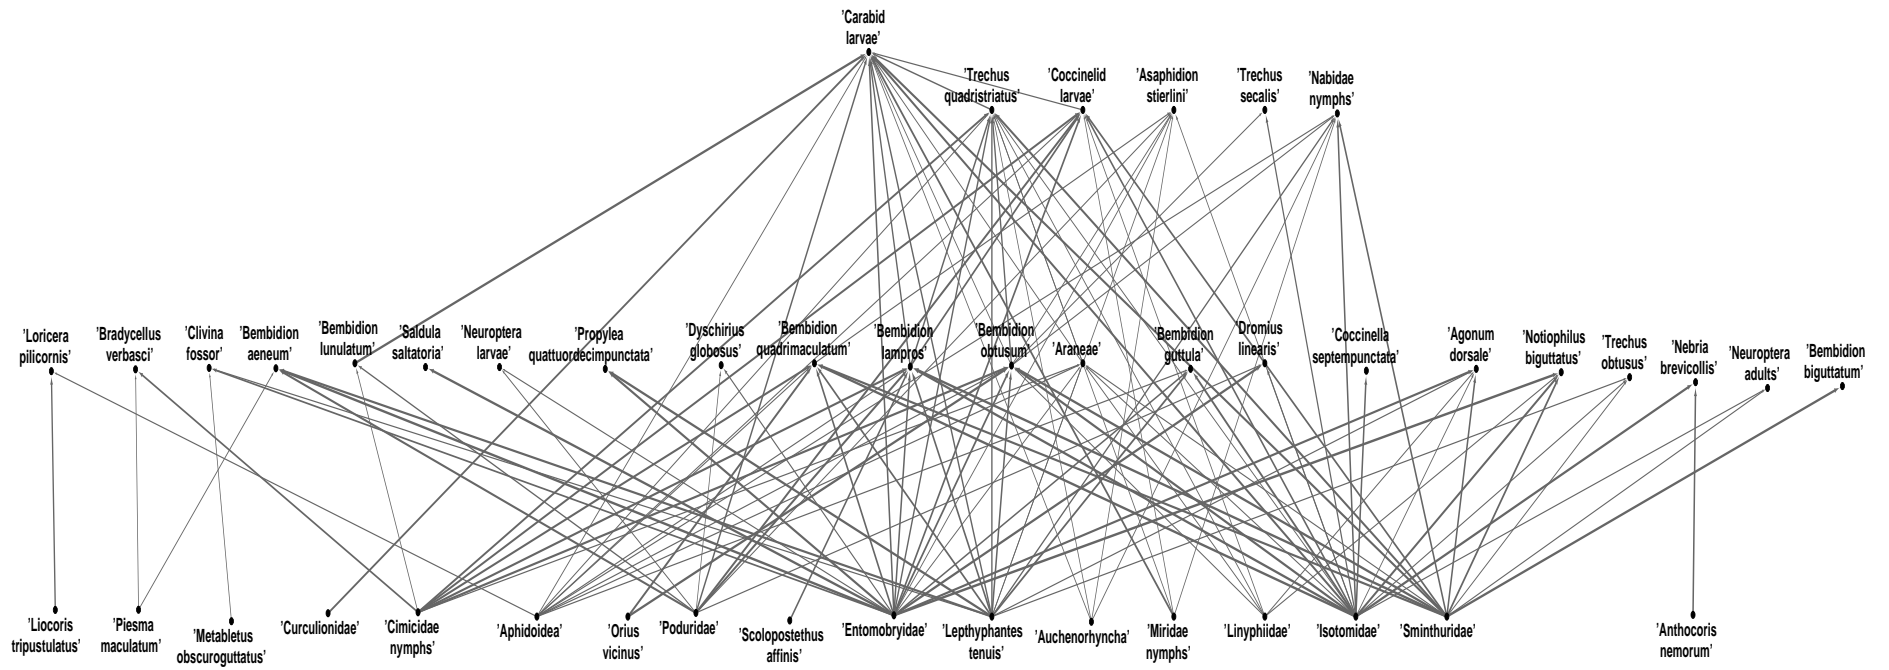 ’Carabid
larvae’
’Trechus
quadristriatus’
’Coccinelid
larvae’
’Asaphidion
stierlini’
’Trechus
secalis’
’Nabidae
nymphs’
’Loricera
pilicornis’
’Bradycellus
verbasci’
’Clivina
fossor’
’Bembidion
aeneum’
’Bembidion
lunulatum’
’Saldula
saltatoria’
’Neuroptera
larvae’
’Propylea
quattuordecimpunctata’
’Dyschirius
globosus’
’Bembidion
quadrimaculatum’
’Bembidion
lampros’
’Bembidion
obtusum’
’Araneae’
’Bembidion
guttula’
’Dromius
linearis’
’Coccinella
septempunctata’
’Agonum
dorsale’
’Notiophilus
biguttatus’
’Trechus
obtusus’
’Nebria
brevicollis’
’Neuroptera
adults’
’Bembidion
biguttatum’
’Liocoris
tripustulatus’
’Piesma
maculatum’
’Metabletus
obscuroguttatus’
’Curculionidae’
’Cimicidae
nymphs’
’Aphidoidea’
’Orius
vicinus’
’Poduridae’
’Scolopostethus
affinis’
’Entomobryidae’
’Lepthyphantes
tenuis’
’Auchenorhyncha’
’Miridae
nymphs’
’Linyphiidae’
’Isotomidae’
’Sminthuridae’
’Anthocoris
nemorum’